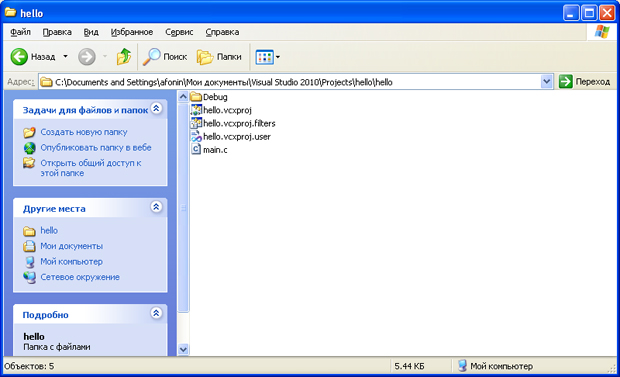 hello
Файл Правка Вид Избранное Сервис Справка
Назад Поиск Папки
Адрес: C:\Documents and Settings\afonin\Мои документы\Visual Studio 2010\Projects\hello\hello Переход
Задачи для файлов и папок
Создать новую папку
Опубликовать папку в вебе
Открыть общий доступ к
этой папке
Другие места
hello
Мои документы
Мой компьютер
Сетевое окружение
Подробно
hello
Папка с файлами
Debug
hello.vcxproj
hello.vcxproj.filters
hello.vcxproj.user
main.c
Объектов: 5 5.44 КБ Мой компьютер